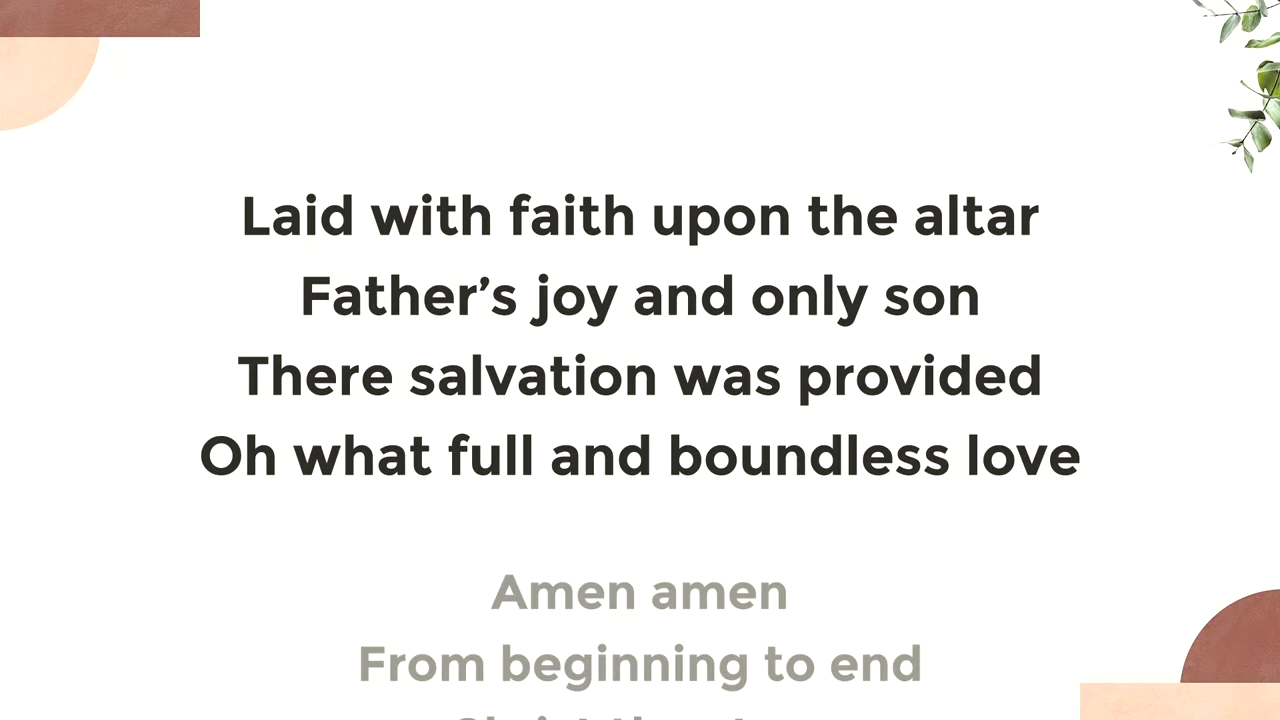 Laid with faith upon the altar
Father’s joy and only son
There salvation was provided
Oh what full and boundless love
Amen amen
From beginning to end